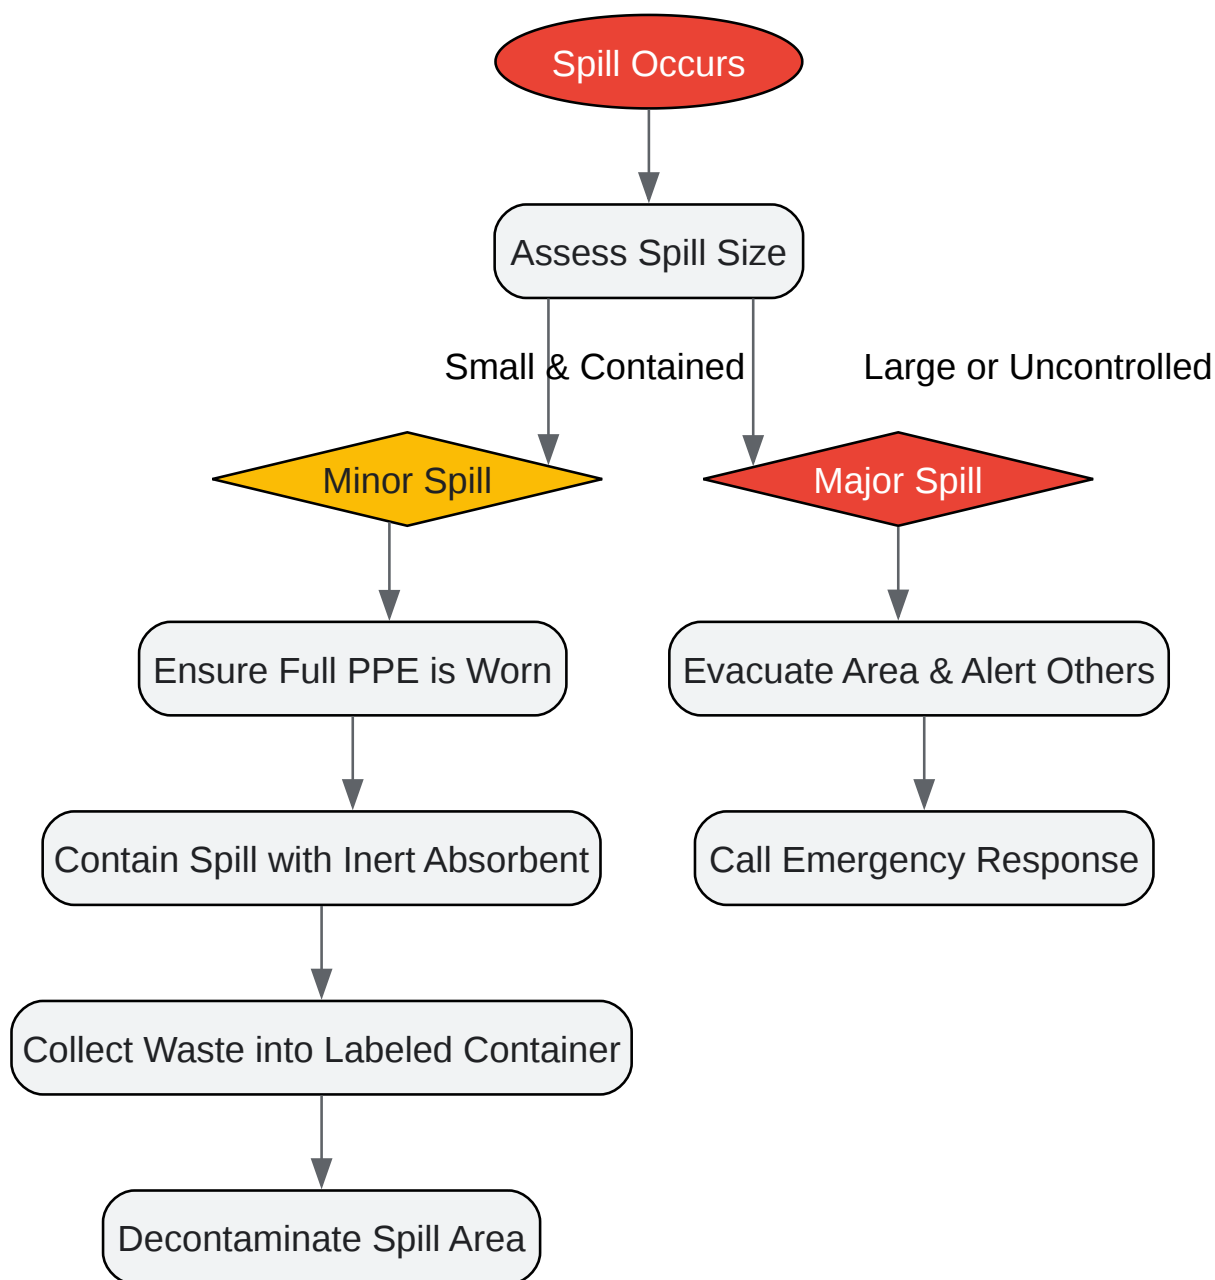 Spill Occurs
Assess Spill Size
Small & Contained
Large or Uncontrolled
Minor Spill
Major Spill
Ensure Full PPE is Worn
Evacuate Area & Alert Others
Contain Spill with Inert Absorbent
Call Emergency Response
Collect Waste into Labeled Container
Decontaminate Spill Area